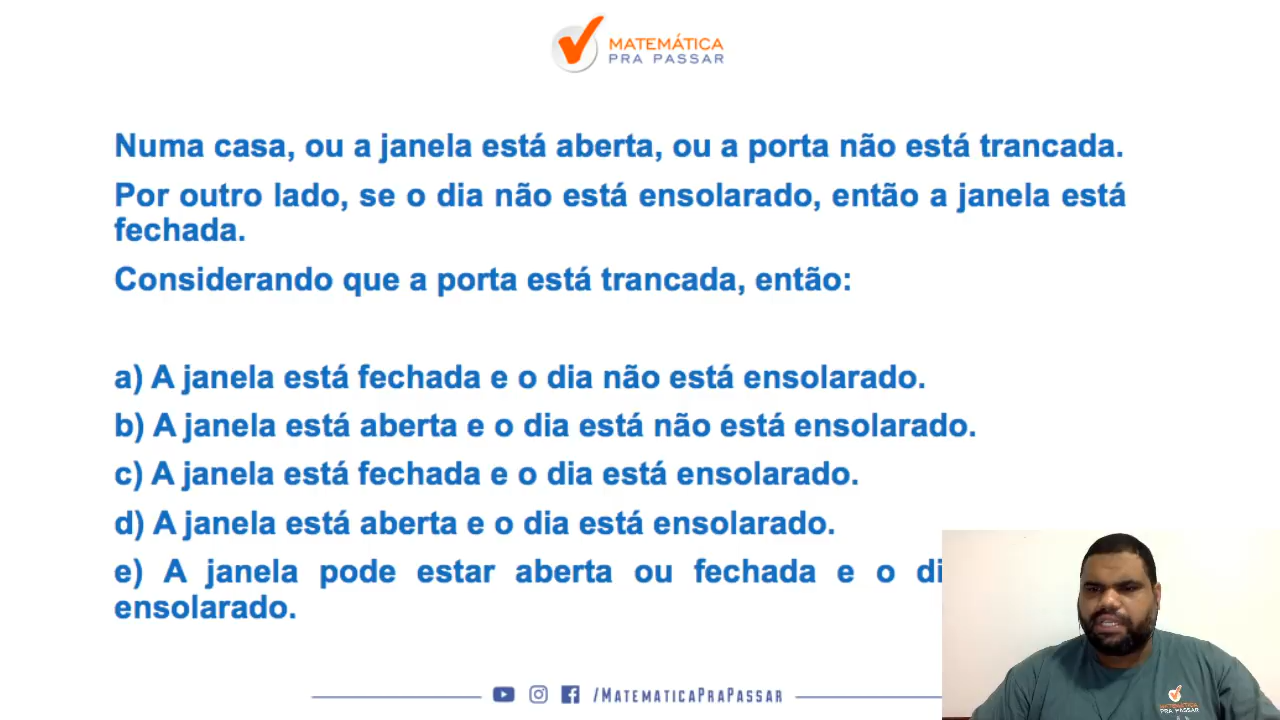 MATEMÁTICA
PRA PASSAR
Numa casa, ou a janela está aberta, ou a porta não está trancada.
Por outro lado, se o dia não está ensolarado, então a janela está
fechada.
Considerando que a porta está trancada, então:
a) A janela está fechada e o dia não está ensolarado.
b) A janela está aberta e o dia está não está ensolarado.
c) A janela está fechada e o dia está ensolarado.
d) A janela está aberta e o dia está ensolarado.
e) A janela pode estar aberta ou fechada e o
ensolarado.
/MATEMATICAPRAPASSAR
MATEMÁTICA
PRA PASSAR